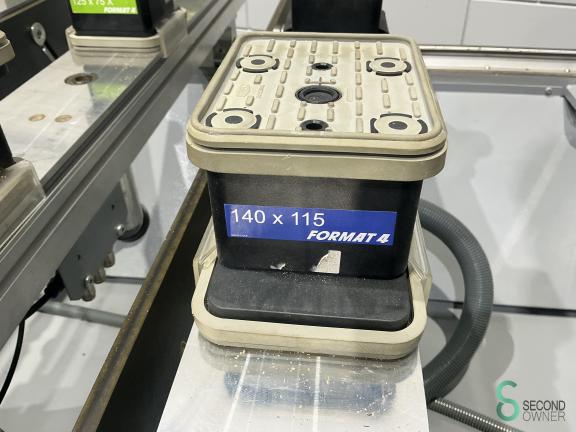 125 x 75 x
FORMAT 4
140 x 115
FORMAT 4
SECOND
OWNER